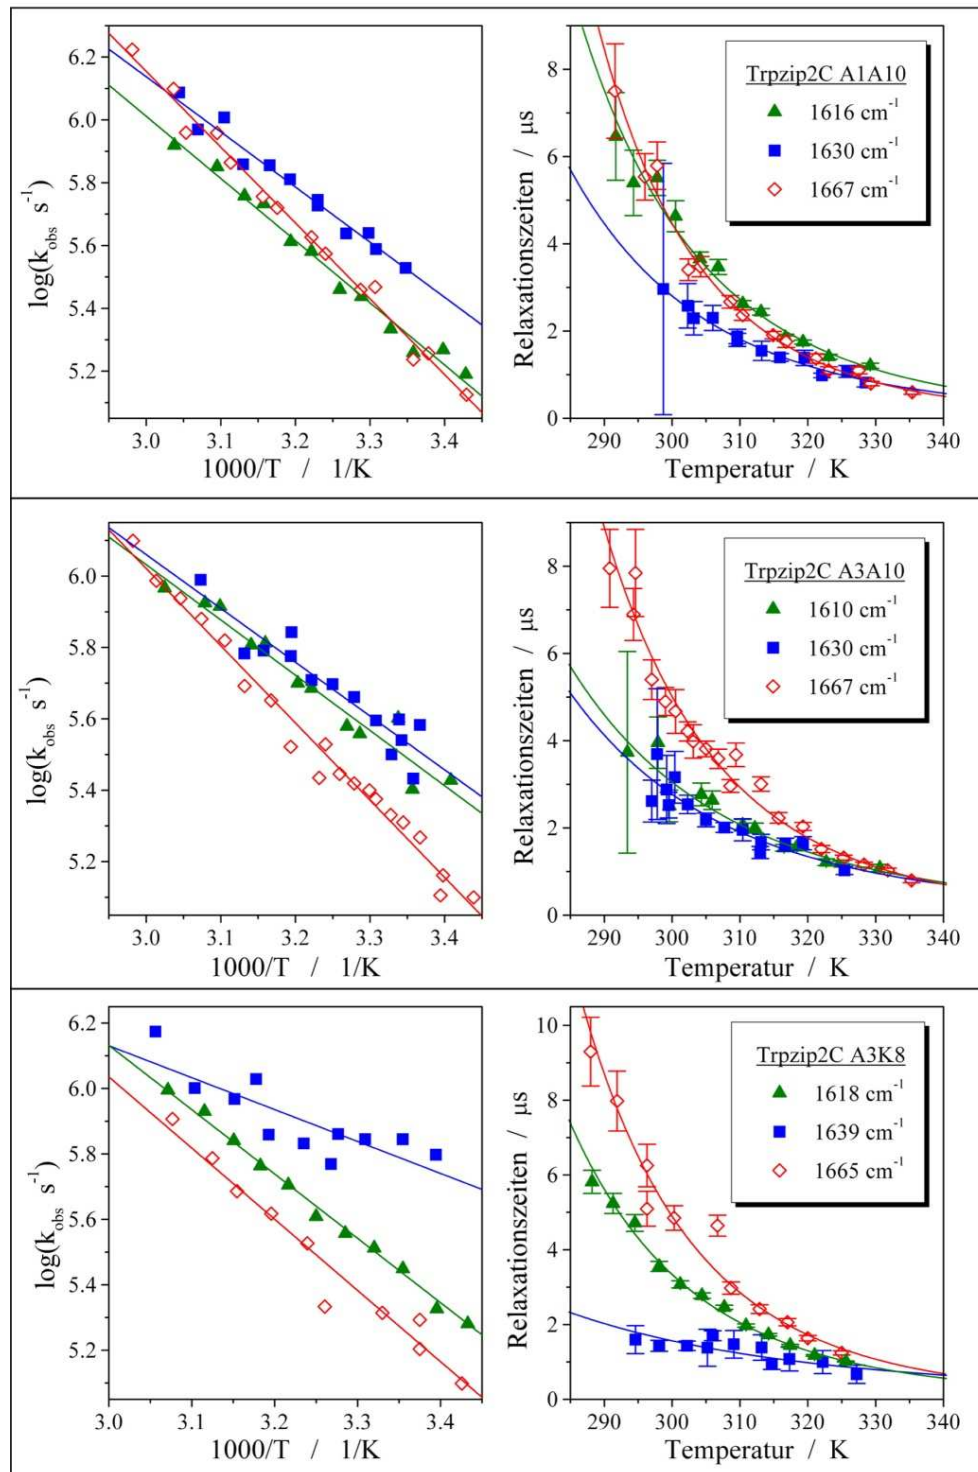 6.2
6.0
5.8
5.6
5.4
5.2
log(k_obs s^-1)
3.0 3.1 3.2 3.3 3.4
1000/T / 1/K
8
6
4
2
0
Relaxationszeiten / µs
290 300 310 320 330 340
Temperatur / K
Trpzip2C A1A10
1616 cm^-1
1630 cm^-1
1667 cm^-1
6.0
5.8
5.6
5.4
5.2
log(k_obs s^-1)
3.0 3.1 3.2 3.3 3.4
1000/T / 1/K
8
6
4
2
0
Relaxationszeiten / µs
290 300 310 320 330 340
Temperatur / K
Trpzip2C A3A10
1610 cm^-1
1630 cm^-1
1667 cm^-1
6.2
6.0
5.8
5.6
5.4
5.2
log(k_obs s^-1)
3.0 3.1 3.2 3.3 3.4
1000/T / 1/K
10
8
6
4
2
0
Relaxationszeiten / µs
290 300 310 320 330 340
Temperatur / K
Trpzip2C A3K8
1618 cm^-1
1639 cm^-1
1665 cm^-1